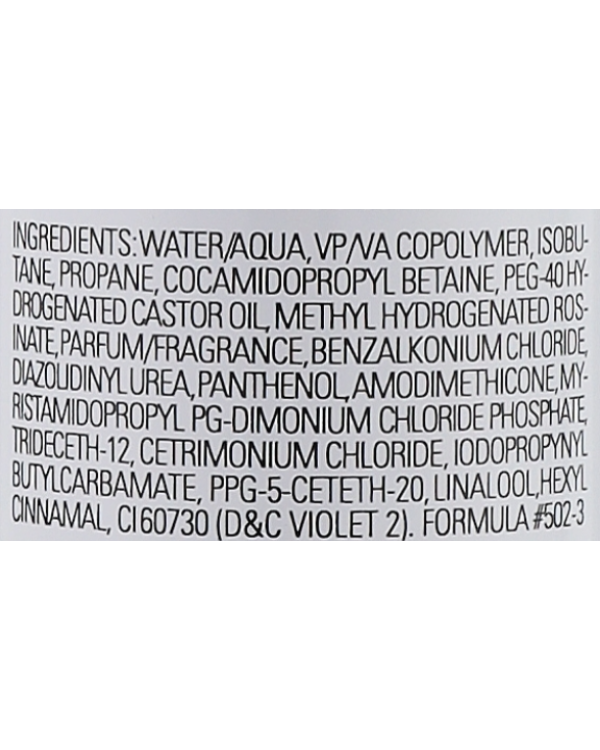 INGREDIENTS: WATER/AQUA, VP/VA COPOLYMER, ISOBU-
TANE, PROPANE, COCAMIDOPROPYL BETAINE, PEG-40 HY-
DROGENATED CASTOR OIL, METHYL HYDROGENATED ROS-
INATE, PARFUM/FRAGRANCE, BENZALKONIUM CHLORIDE,
DIAZOLIDINYL UREA, PANTHENOL, AMODIMETHICONE, MY-
RISTAMIDOPROPYL PG-DIMONIUM CHLORIDE PHOSPHATE,
TRIDECETH-12, CETRIMONIUM CHLORIDE, IODOPROPYNYL
BUTYLCARBAMATE, PPG-5-CETETH-20, LINALOOL, HEXYL
CINNAMAL, CI 60730 (D&C VIOLET 2). FORMULA #502-3